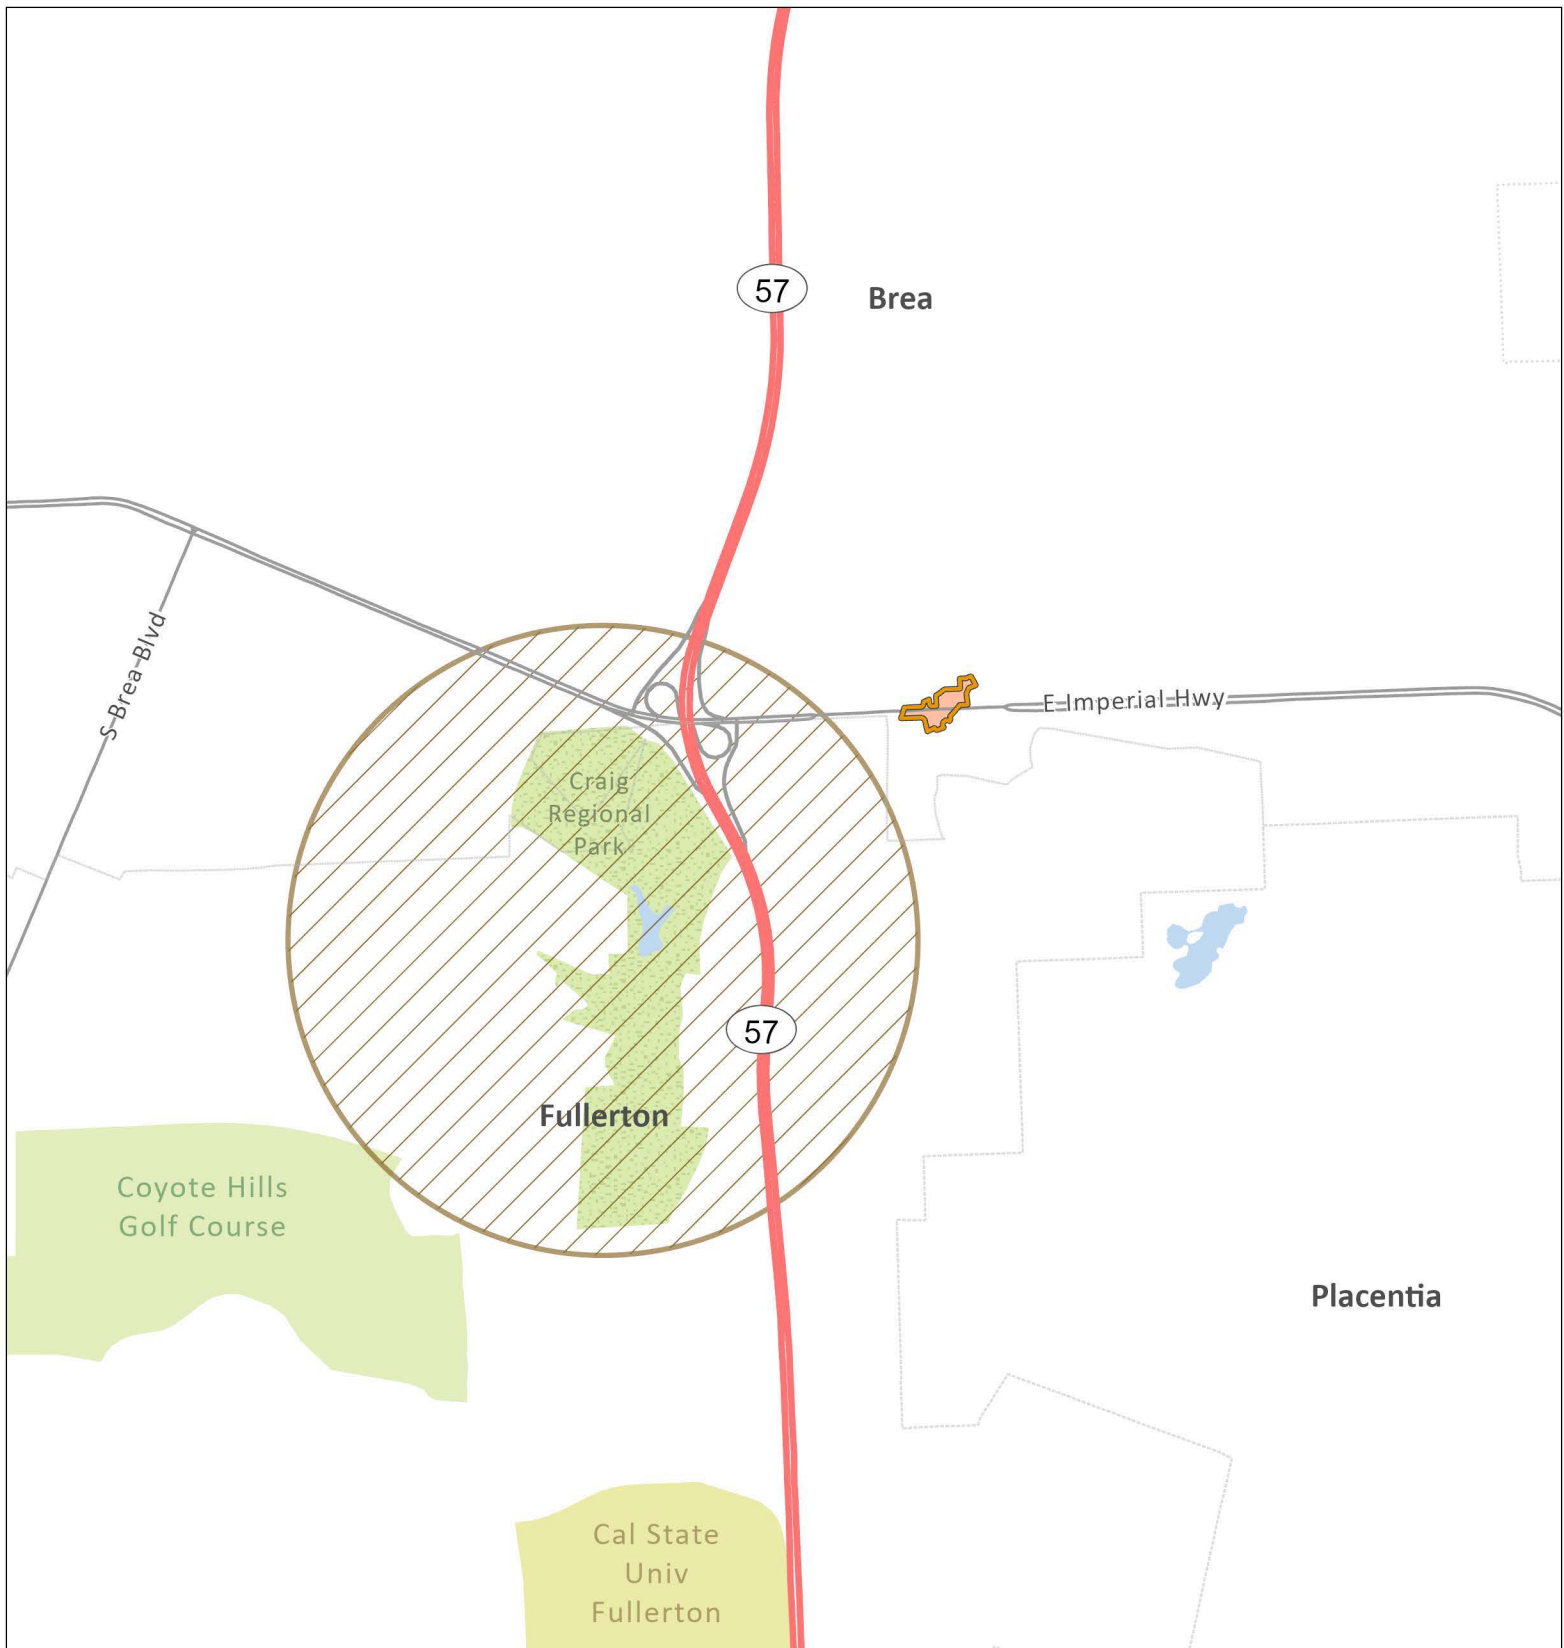 57
Brea
S Brea Blvd
E Imperial Hwy
Craig
Regional
Park
57
Fullerton
Coyote Hills
Golf Course
Placentia
Cal State
Univ
Fullerton